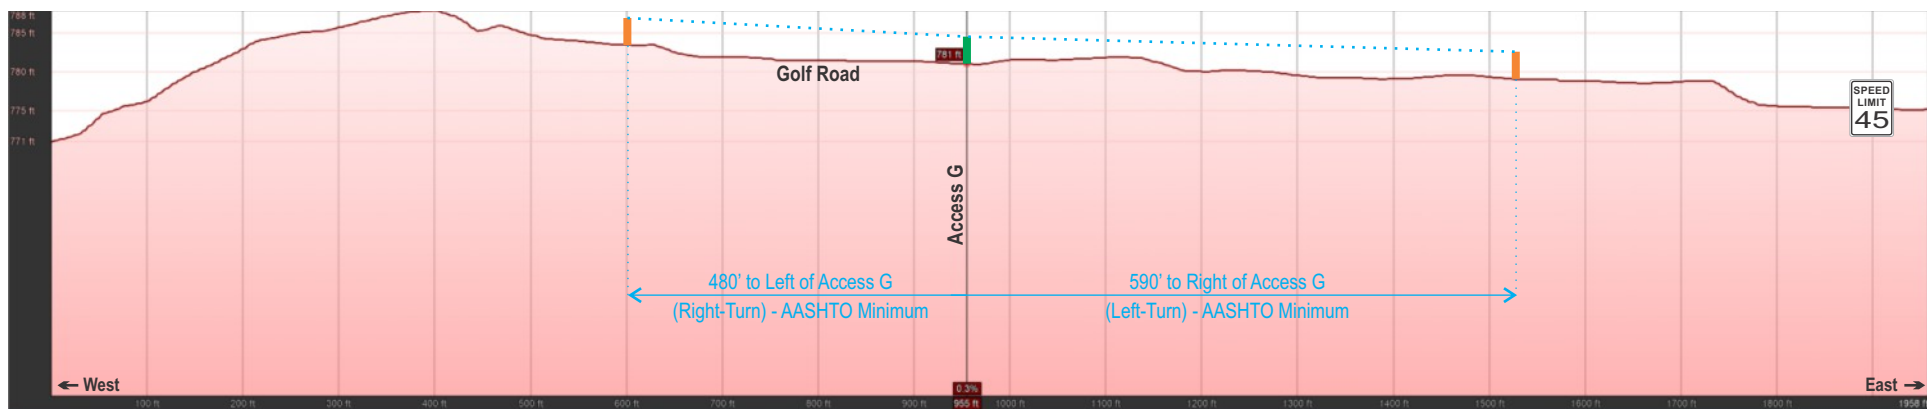 788 ft
785 ft
780 ft
775 ft
771 ft
781 ft
Golf Road
Access G
SPEED
LIMIT
45
480’ to Left of Access G
(Right-Turn) - AASHTO Minimum
590’ to Right of Access G
(Left-Turn) - AASHTO Minimum
← West
East →
0.3%
100 ft 200 ft 300 ft 400 ft 500 ft 600 ft 700 ft 800 ft 900 ft 955 ft 1000 ft 1100 ft 1200 ft 1300 ft 1400 ft 1500 ft 1600 ft 1700 ft 1800 ft 1958 ft